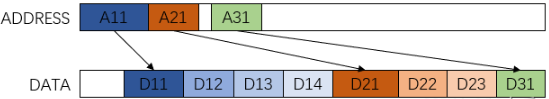 ADDRESS A11 A21 A31
DATA D11 D12 D13 D14 D21 D22 D23 D31